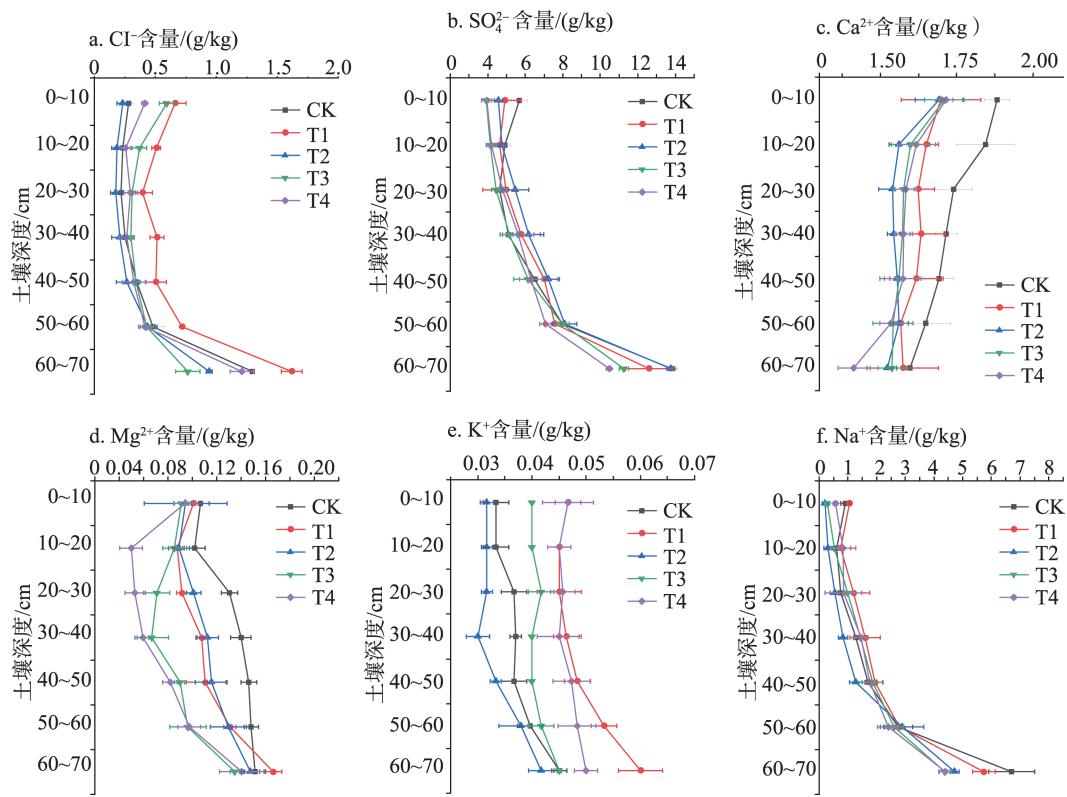 a. CI⁻含量/(g/kg)
0 0.5 1.0 1.5 2.0
0~10
10~20
20~30
30~40
40~50
50~60
60~70
土壤深度/cm
CK
T1
T2
T3
T4
b. SO₄²⁻含量/(g/kg)
0 4 6 8 10 12 14
0~10
10~20
20~30
30~40
40~50
50~60
60~70
土壤深度/cm
CK
T1
T2
T3
T4
c. Ca²⁺含量/(g/kg）
0 1.50 1.75 2.00
0~10
10~20
20~30
30~40
40~50
50~60
60~70
土壤深度/cm
CK
T1
T2
T3
T4
d. Mg²⁺含量/(g/kg)
0 0.04 0.08 0.12 0.16 0.20
0~10
10~20
20~30
30~40
40~50
50~60
60~70
土壤深度/cm
CK
T1
T2
T3
T4
e. K⁺含量/(g/kg)
0.03 0.04 0.05 0.06 0.07
0~10
10~20
20~30
30~40
40~50
50~60
60~70
土壤深度/cm
CK
T1
T2
T3
T4
f. Na⁺含量/(g/kg)
0 1 2 3 4 5 6 7 8
0~10
10~20
20~30
30~40
40~50
50~60
60~70
土壤深度/cm
CK
T1
T2
T3
T4